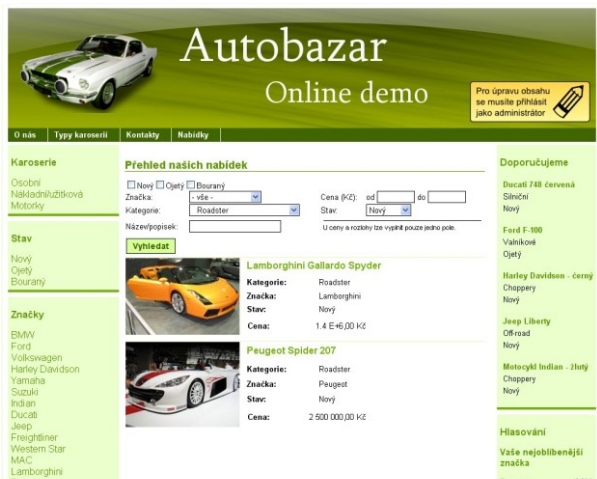 Autobazar
Online demo
Pro úpravu obsahu
se musíte přihlásit
jako administrátor
O nás Typy karoserií Kontakty Nabídky
Karoserie
Osobní
Nákladní/užitková
Motorky
Stav
Nový
Ojetý
Bouraný
Značky
BMW
Ford
Volkswagen
Harley Davidson
Yamaha
Suzuki
Indian
Ducati
Jeep
Freightliner
Western Star
MAC
Lamborghini
Přehled našich nabídek
Nový Ojetý Bouraný
Značka: - vše - Cena (Kč): od do
Kategorie: Roadster Stav: Nový
Název/popisek: U ceny a rozlohy lze vyplnit pouze jedno pole.
Vyhledat
Lamborghini Gallardo Spyder
Kategorie: Roadster
Značka: Lamborghini
Stav: Nový
Cena: 1.4 E+6,00 Kč
Peugeot Spider 207
Kategorie: Roadster
Značka: Peugeot
Stav: Nový
Cena: 2 500 000,00 Kč
Doporučujeme
Ducati 748 červená
Silniční
Nový
Ford F-100
Valníkové
Ojetý
Harley Davidson - černý
Choppery
Nový
Jeep Liberty
Off-road
Nový
Motocykl Indian - žlutý
Choppery
Nový
Hlasování
Vaše nejoblíbenější
značka